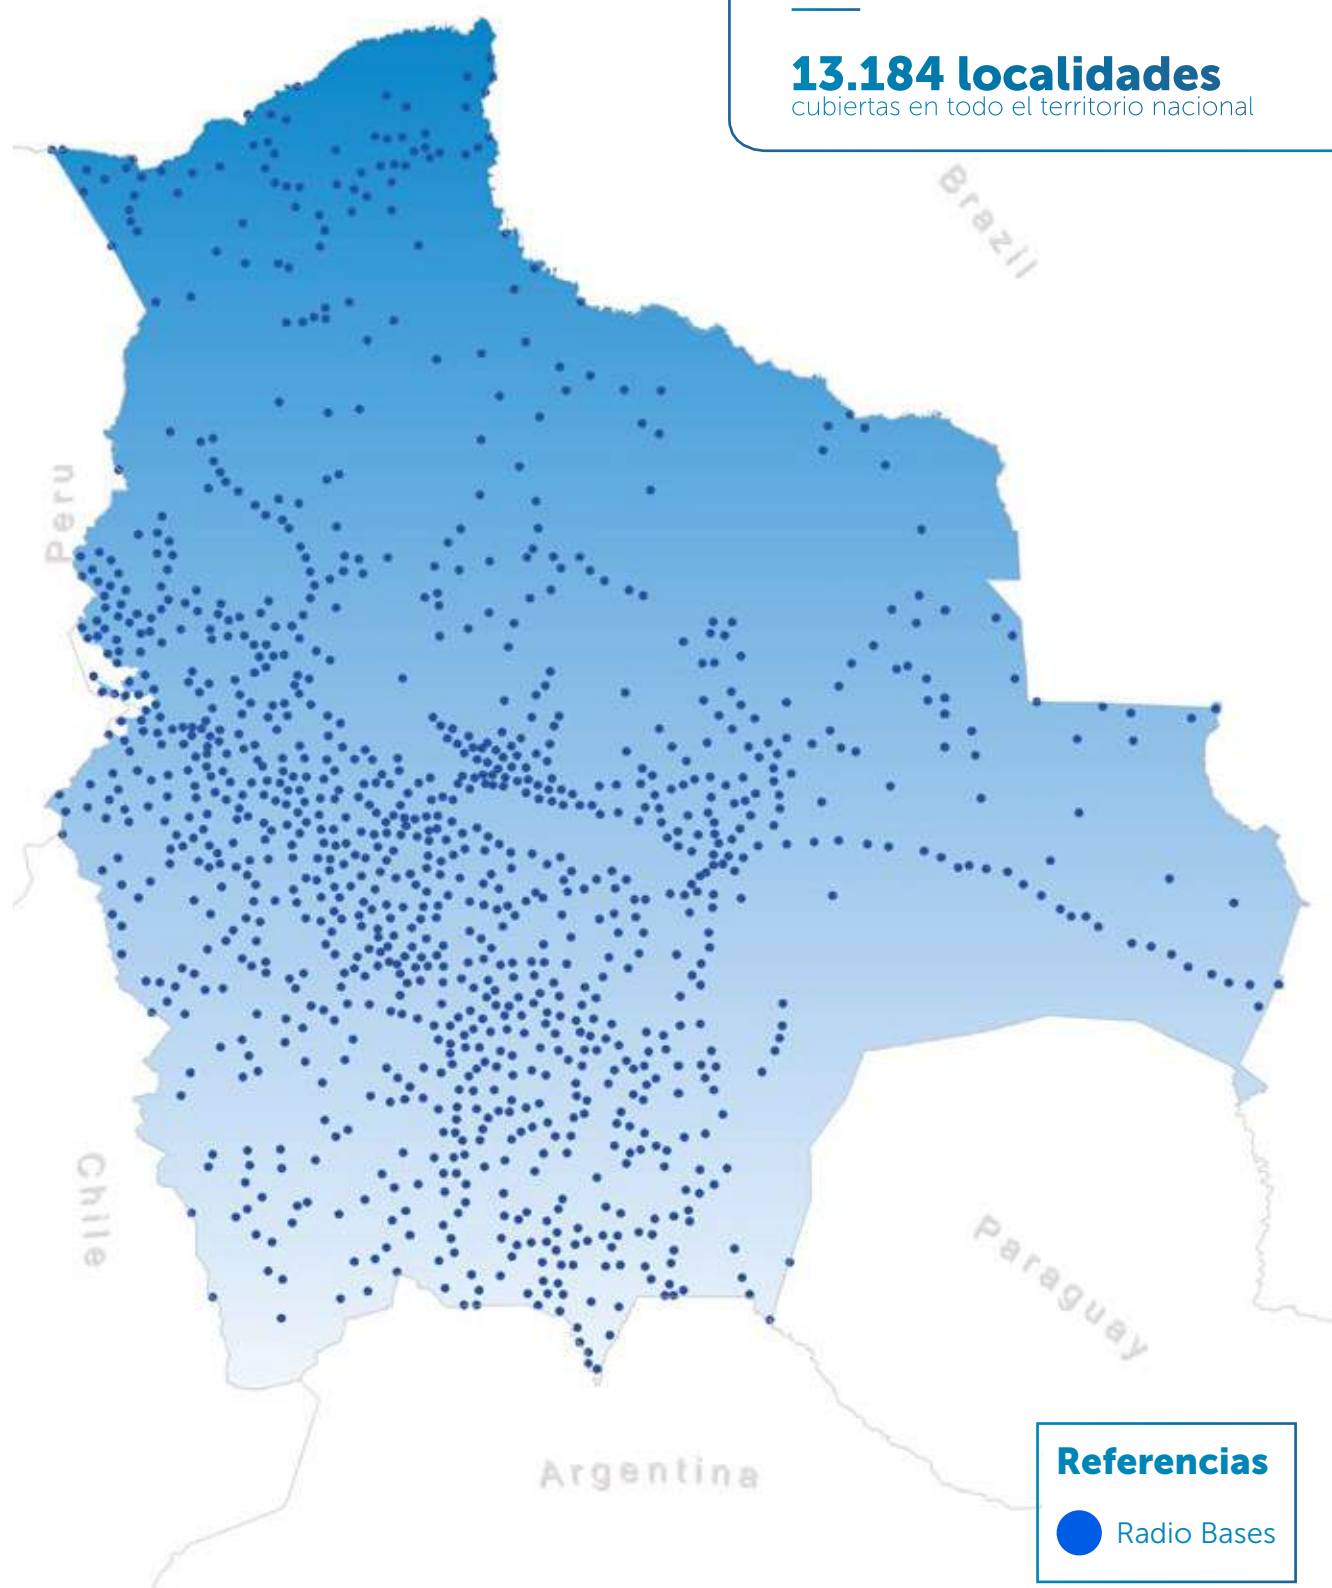 13.184 localidades
cubiertas en todo el territorio nacional
Brazil
Peru
Chile
Paraguay
Argentina
Referencias
Radio Bases